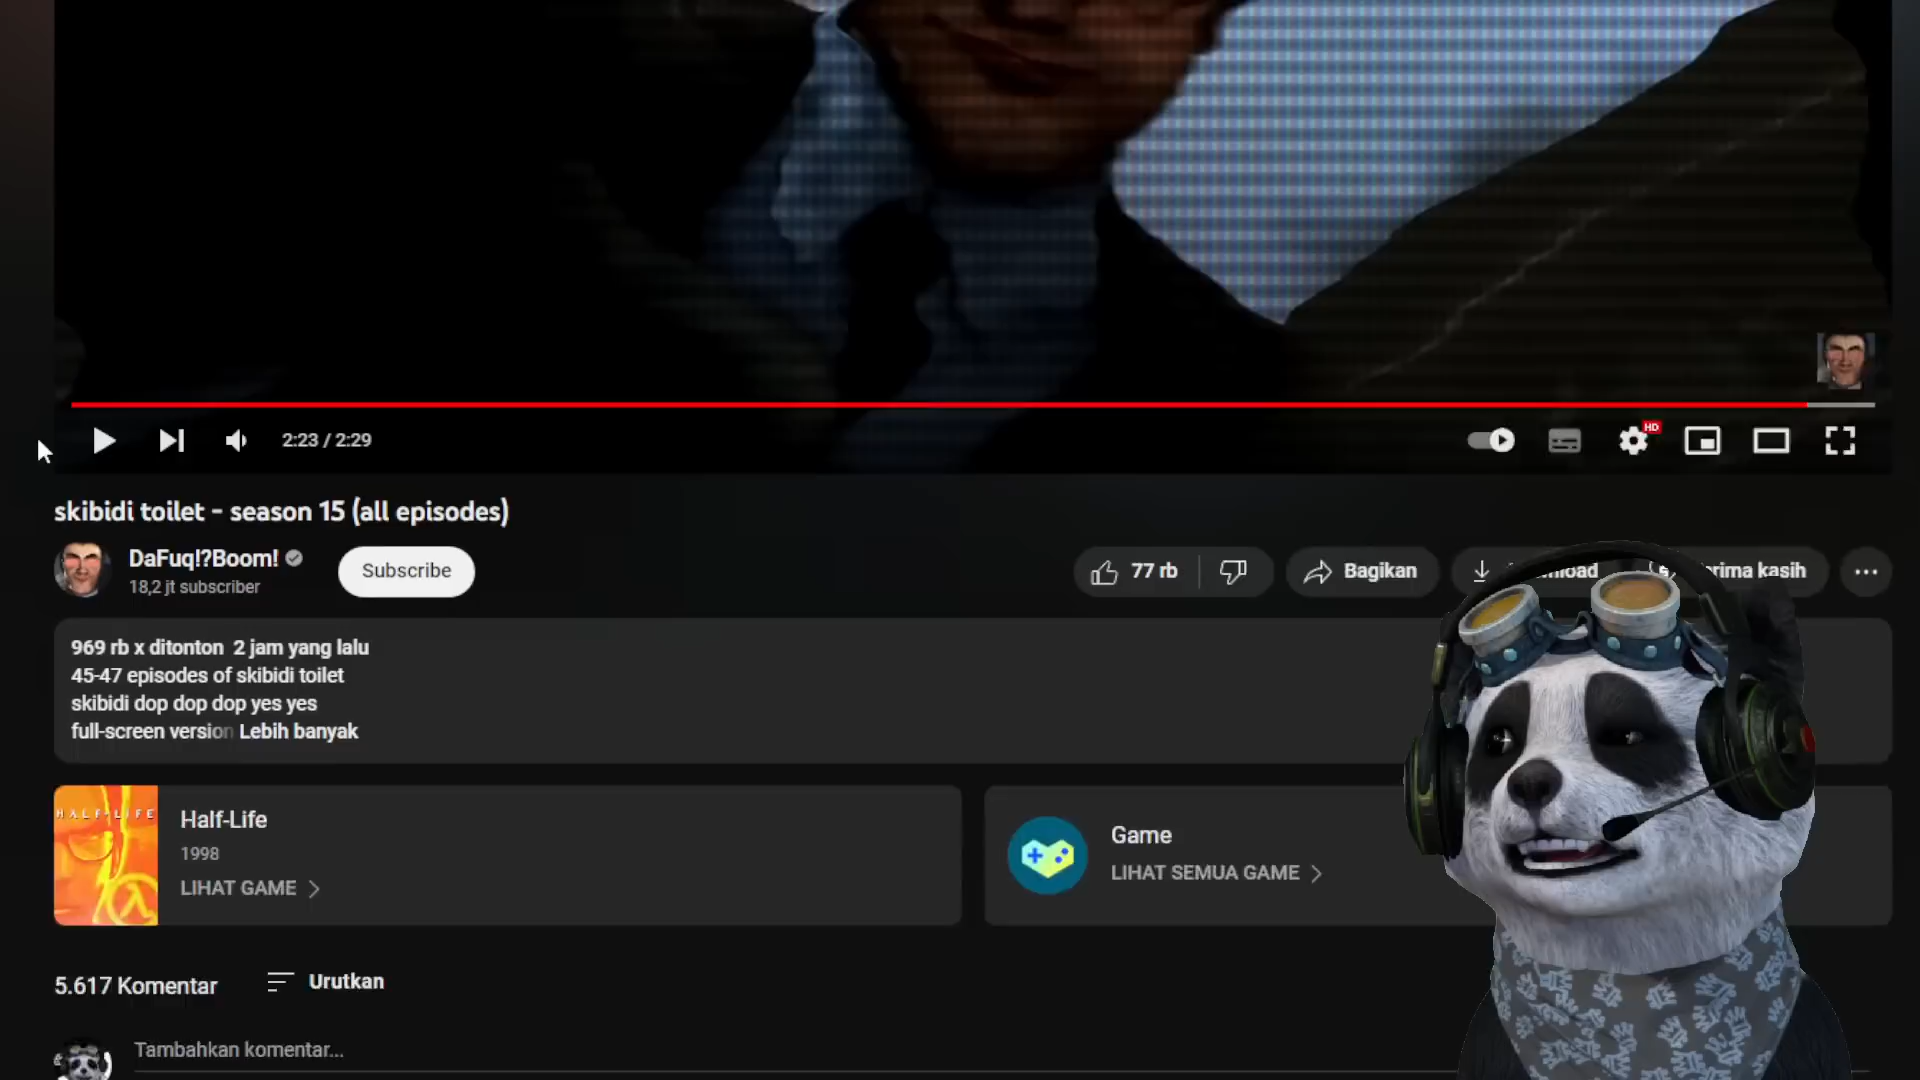 HD
2:23 / 2:29
skibidi toilet - season 15 (all episodes)
DaFuq!?Boom!
18,2 jt subscriber
Subscribe
77 rb
Bagikan
kasih
969 rb x ditonton 2 jam yang lalu
45-47 episodes of skibidi toilet
skibidi dop dop dop yes yes
full-screen version Lebih banyak
HALF-LIFE
Half-Life
1998
LIHAT GAME
Game
LIHAT SEMUA GAME
5.617 Komentar
Urutkan
Tambahkan komentar...